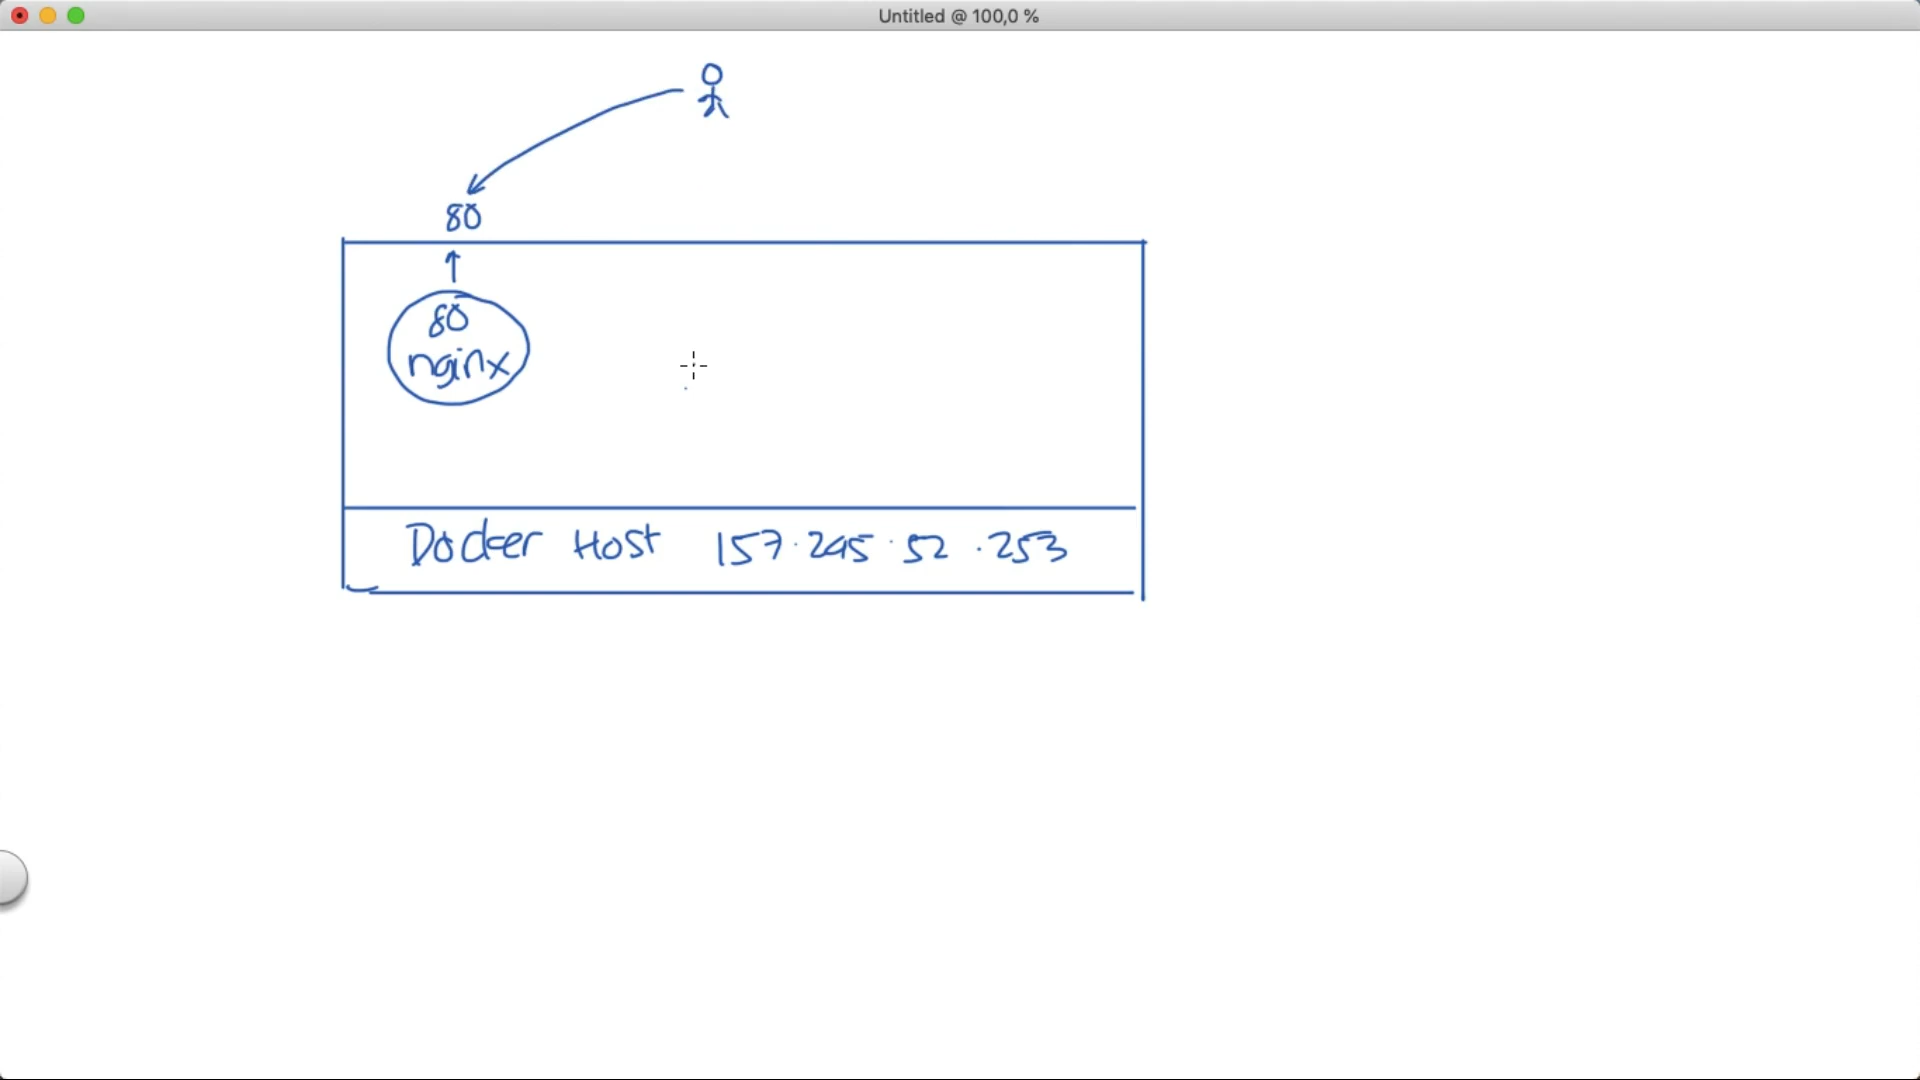 Untitled @ 100,0 %
80
80
nginx
Docker Host 157.245.52.253